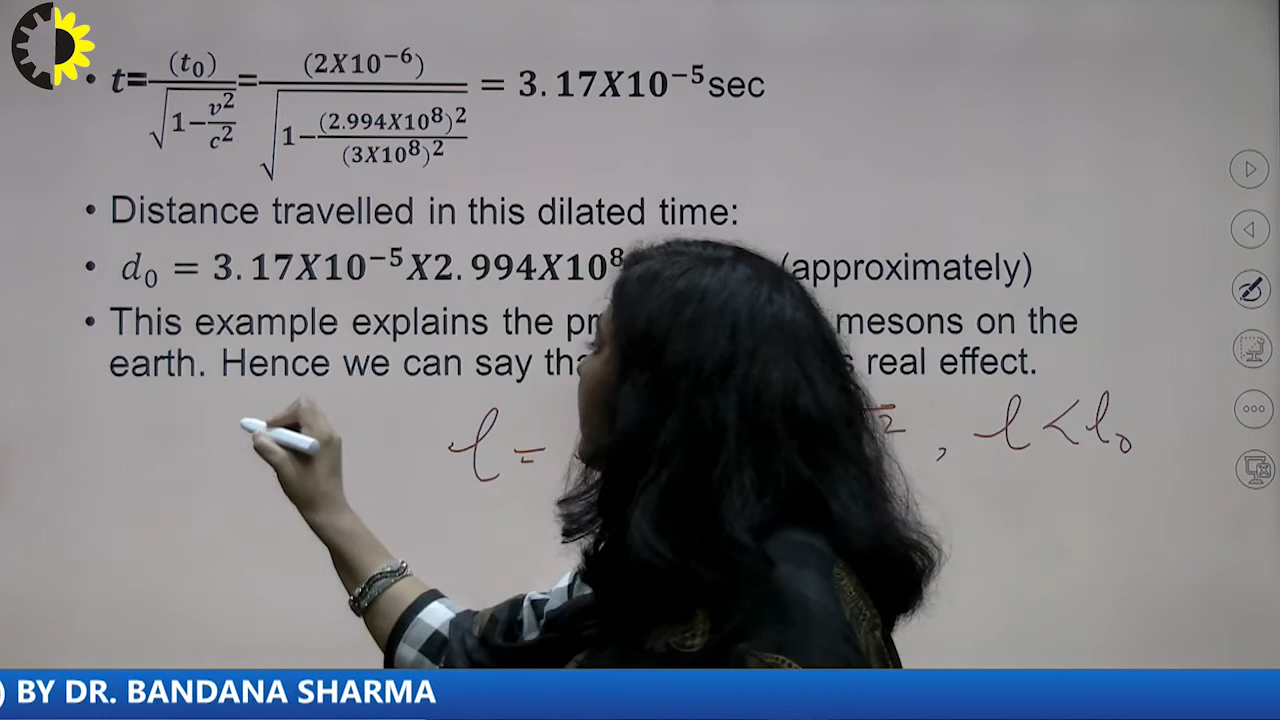 • t=(t₀)/√(1−v²/c²)=(2X10⁻⁶)/√(1−(2.994X10⁸)²/(3X10⁸)²) = 3.17X10⁻⁵sec
• Distance travelled in this dilated time:
• d₀ = 3.17X10⁻⁵X2.994X10⁸ (approximately)
• This example explains the mesons on the
earth. Hence we can say real effect.
l = , l < l₀
BY DR. BANDANA SHARMA